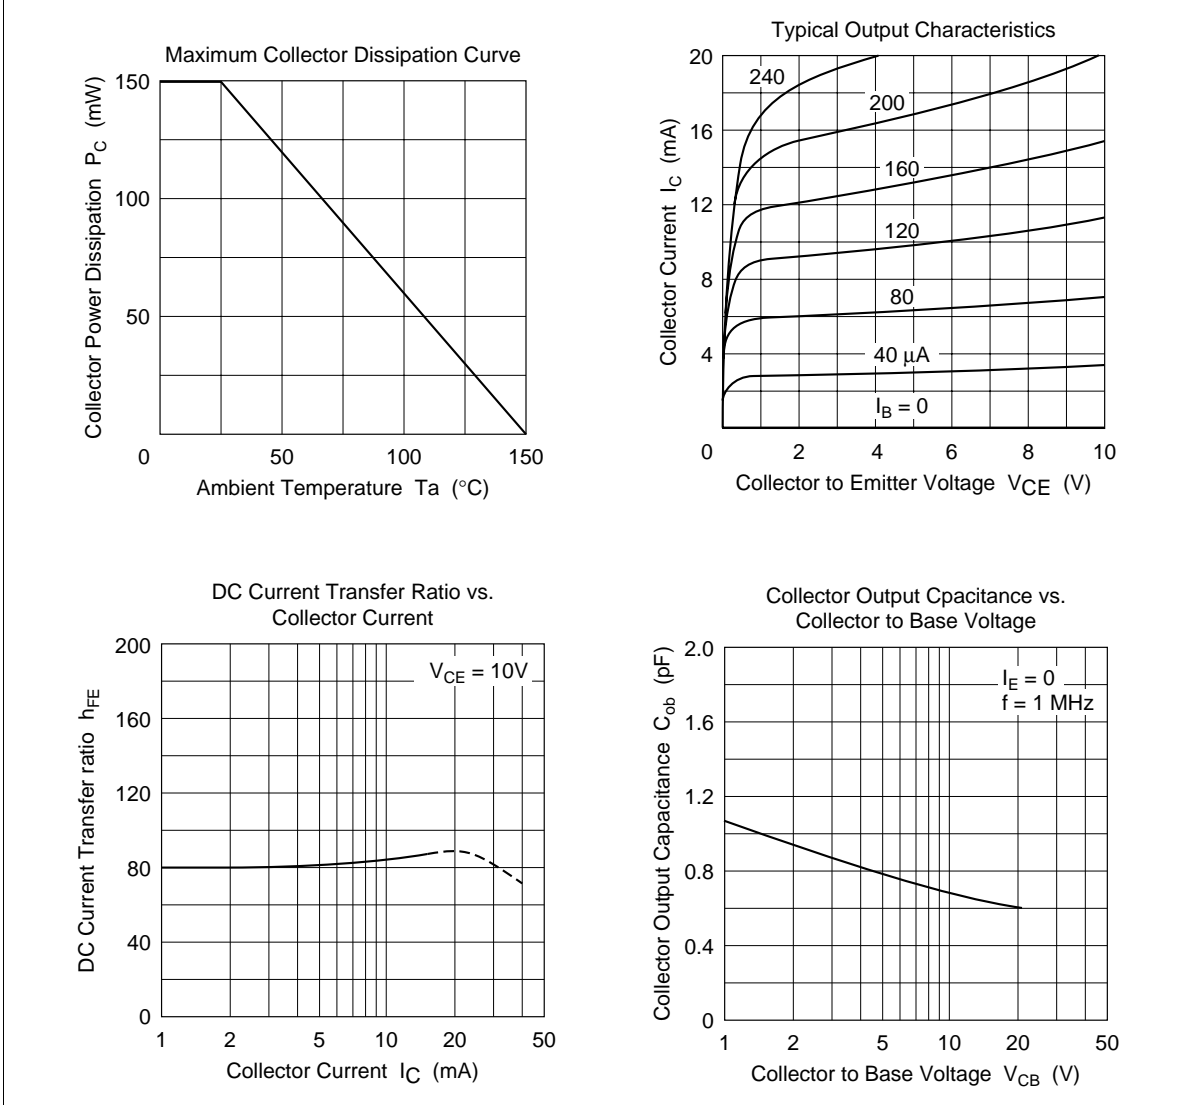 Maximum Collector Dissipation Curve
Collector Power Dissipation P_C (mW)
150
100
50
0
50
100
150
Ambient Temperature Ta (°C)
Typical Output Characteristics
Collector Current I_C (mA)
20
16
12
8
4
0
240
200
160
120
80
40 µA
I_B = 0
2
4
6
8
10
Collector to Emitter Voltage V_CE (V)
DC Current Transfer Ratio vs.
Collector Current
DC Current Transfer ratio h_FE
200
160
120
80
40
0
V_CE = 10V
1
2
5
10
20
50
Collector Current I_C (mA)
Collector Output Cpacitance vs.
Collector to Base Voltage
Collector Output Capacitance C_ob (pF)
2.0
1.6
1.2
0.8
0.4
0
I_E = 0
f = 1 MHz
1
2
5
10
20
50
Collector to Base Voltage V_CB (V)